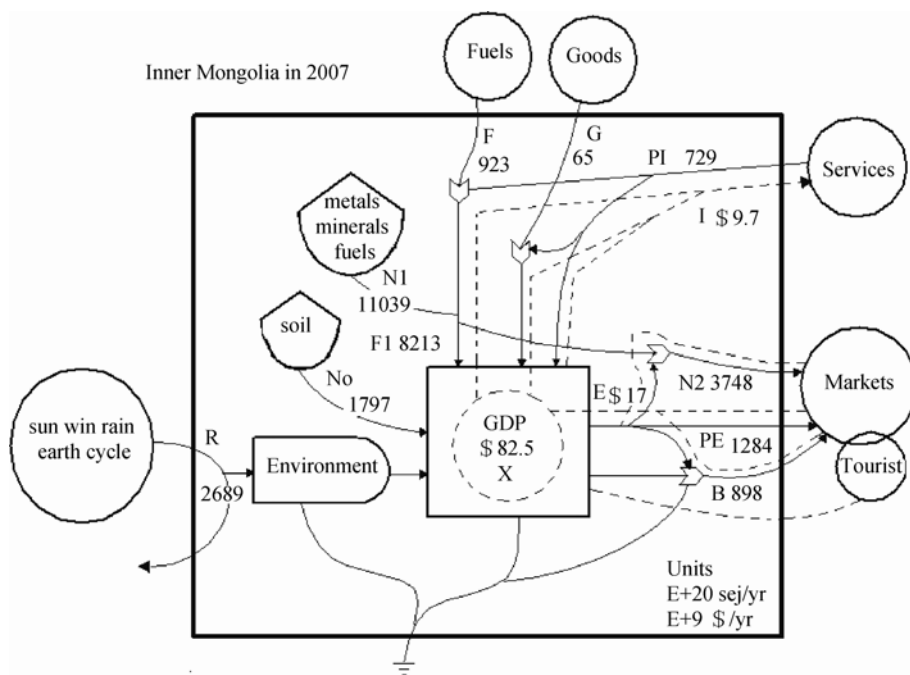 Inner Mongolia in 2007
Fuels
Goods
F
923
G
65
PI 729
Services
I $9.7
metals
minerals
fuels
N1
11039
soil
F1 8213
No
1797
sun win rain
earth cycle
R
2689
Environment
GDP
$ 82.5
X
E $ 17
N2 3748
Markets
PE 1284
Tourist
B 898
Units
E+20 sej/yr
E+9 $/yr